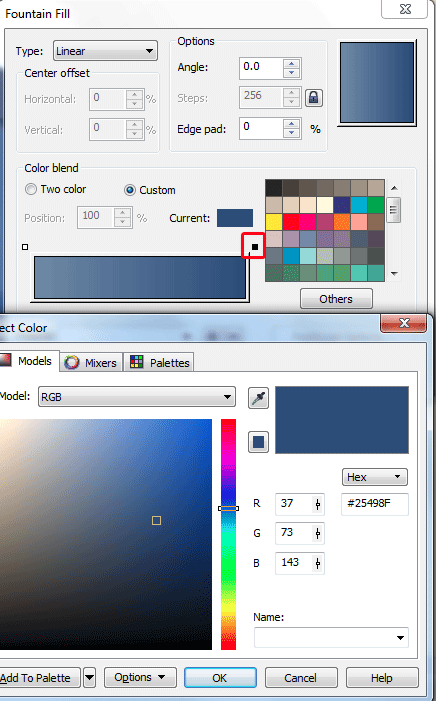 Fountain Fill
Type: Linear
Options
Center offset
Horizontal: 0 %
Vertical: 0 %
Angle: 0.0
Steps: 256
Edge pad: 0 %
Color blend
Two color Custom
Position: 100 % Current:
Others
ect Color
Models Mixers Palettes
Model: RGB
Hex
R 37 #25498F
G 73
B 143
Name:
Add To Palette Options OK Cancel Help